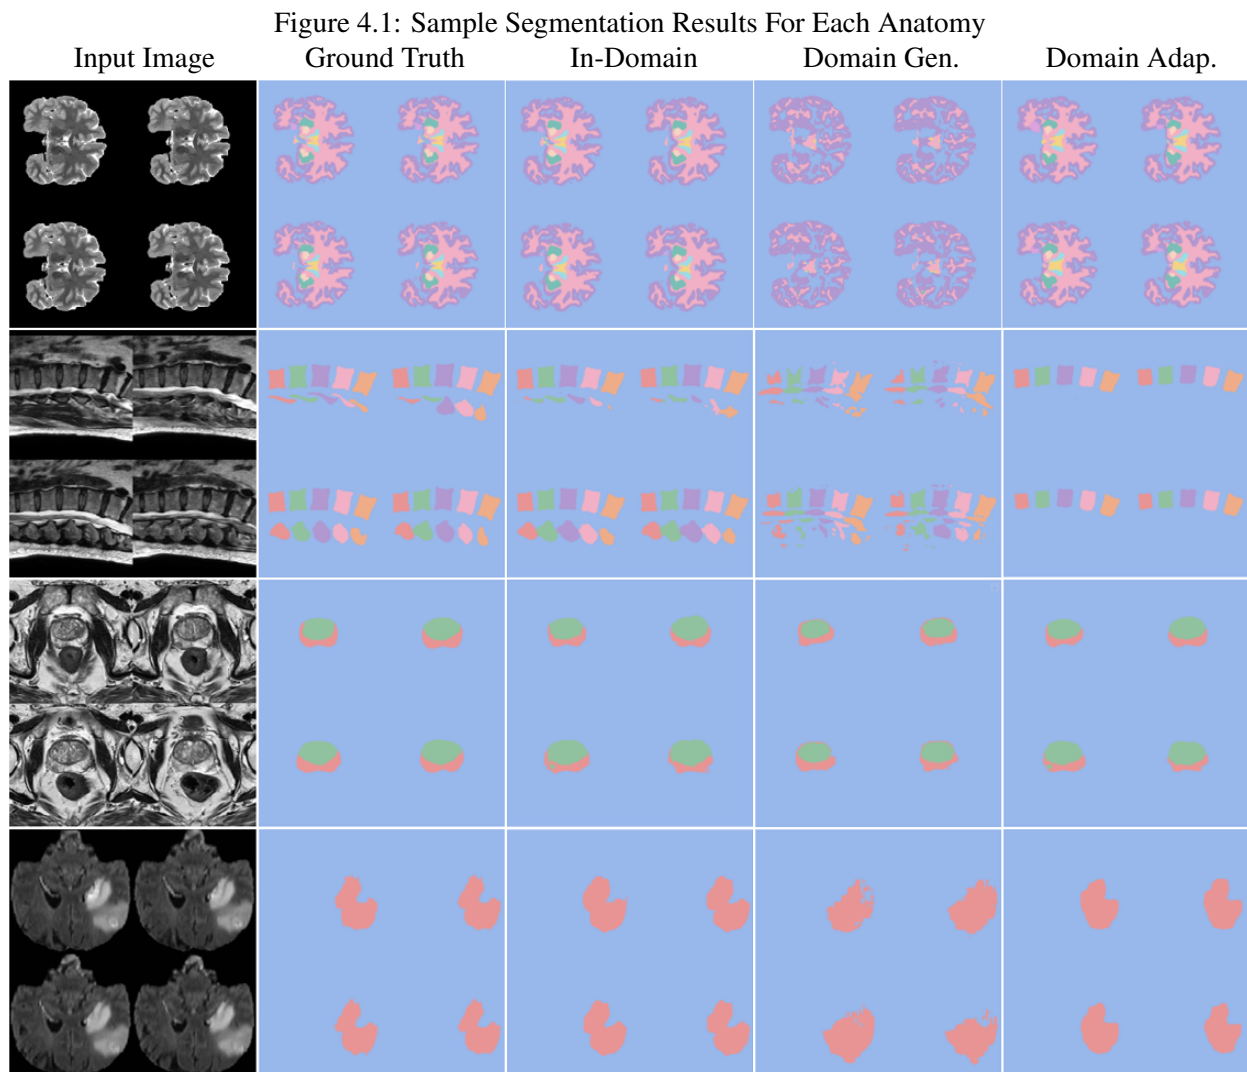 Figure 4.1: Sample Segmentation Results For Each Anatomy
Input Image Ground Truth In-Domain Domain Gen. Domain Adap.